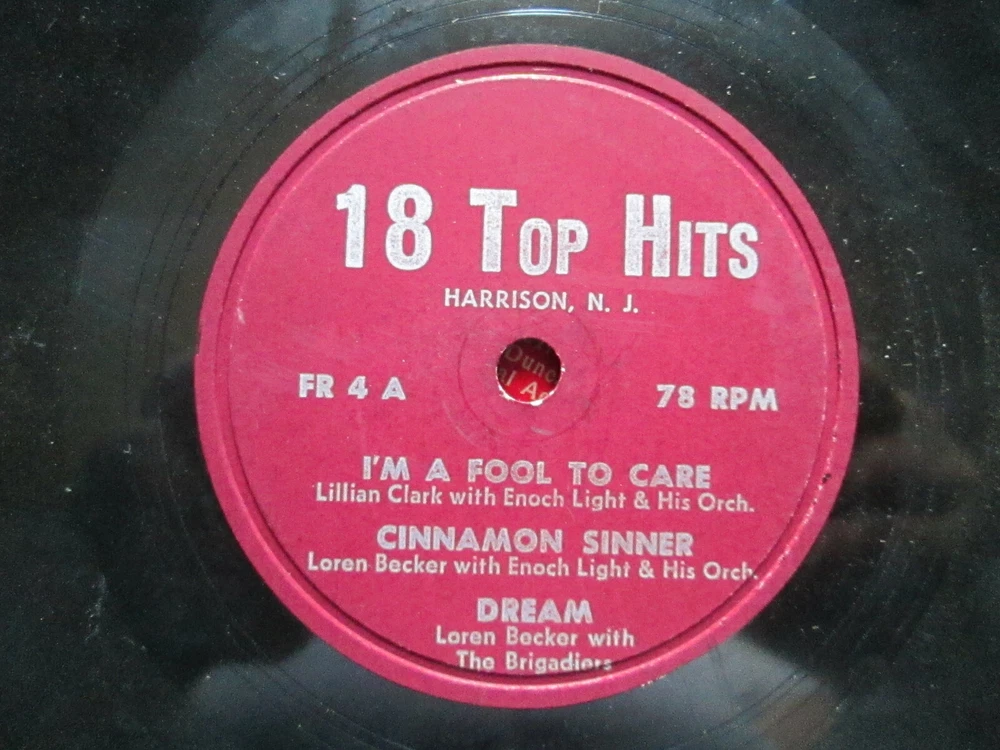 18 TOP HITS
HARRISON, N. J.
FR 4 A
78 RPM
I'M A FOOL TO CARE
Lillian Clark with Enoch Light & His Orch.
CINNAMON SINNER
Loren Becker with Enoch Light & His Orch.
DREAM
Loren Becker with
The Brigadiers